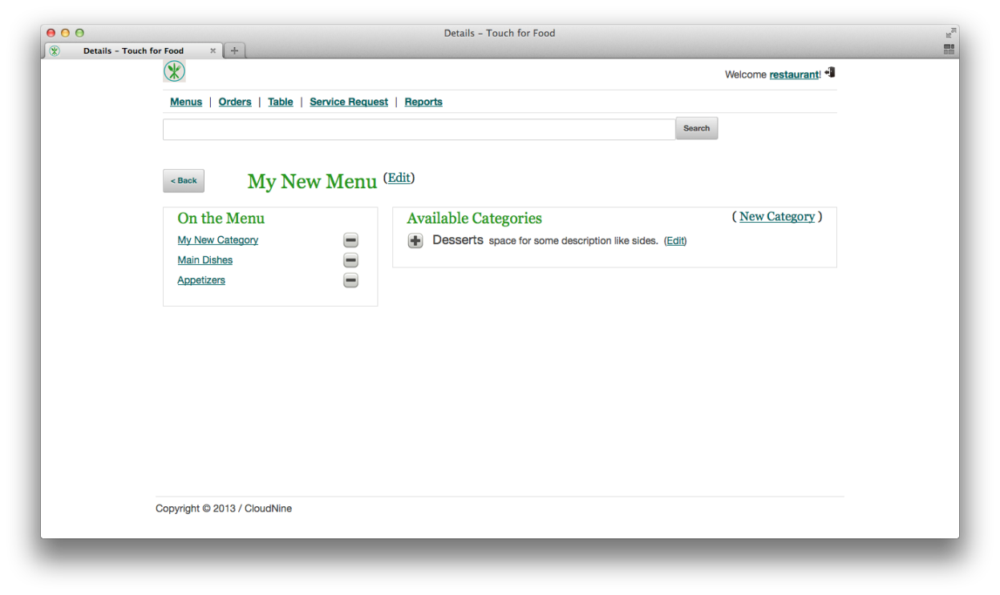 Details – Touch for Food
Details – Touch for Food
Welcome restaurant!
Menus | Orders | Table | Service Request | Reports
Search
< Back
My New Menu (Edit)
On the Menu
My New Category
Main Dishes
Appetizers
Available Categories ( New Category )
Desserts space for some description like sides. (Edit)
Copyright © 2013 / CloudNine